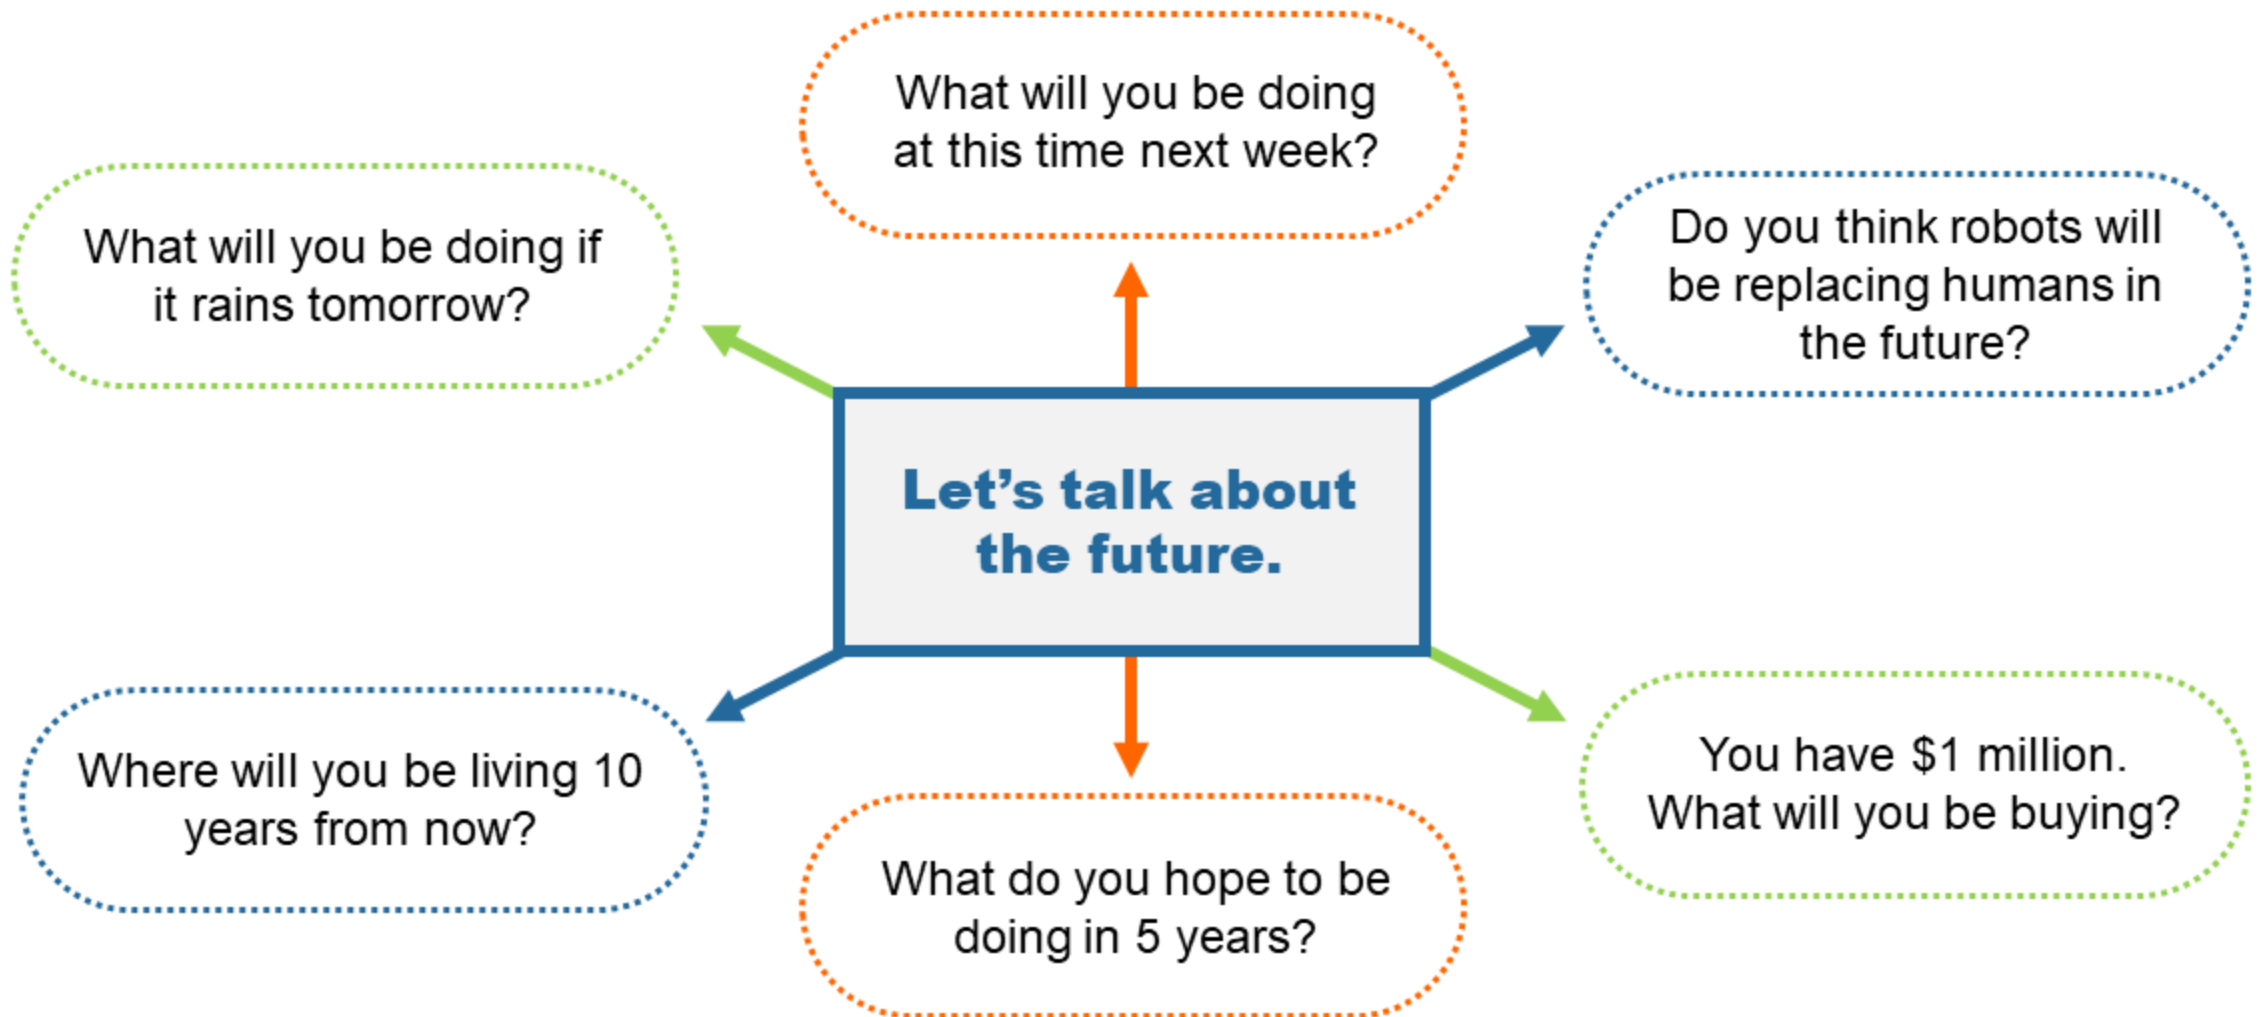 What will you be doing
at this time next week?
What will you be doing if
it rains tomorrow?
Do you think robots will
be replacing humans in
the future?
Let’s talk about
the future.
Where will you be living 10
years from now?
You have $1 million.
What will you be buying?
What do you hope to be
doing in 5 years?